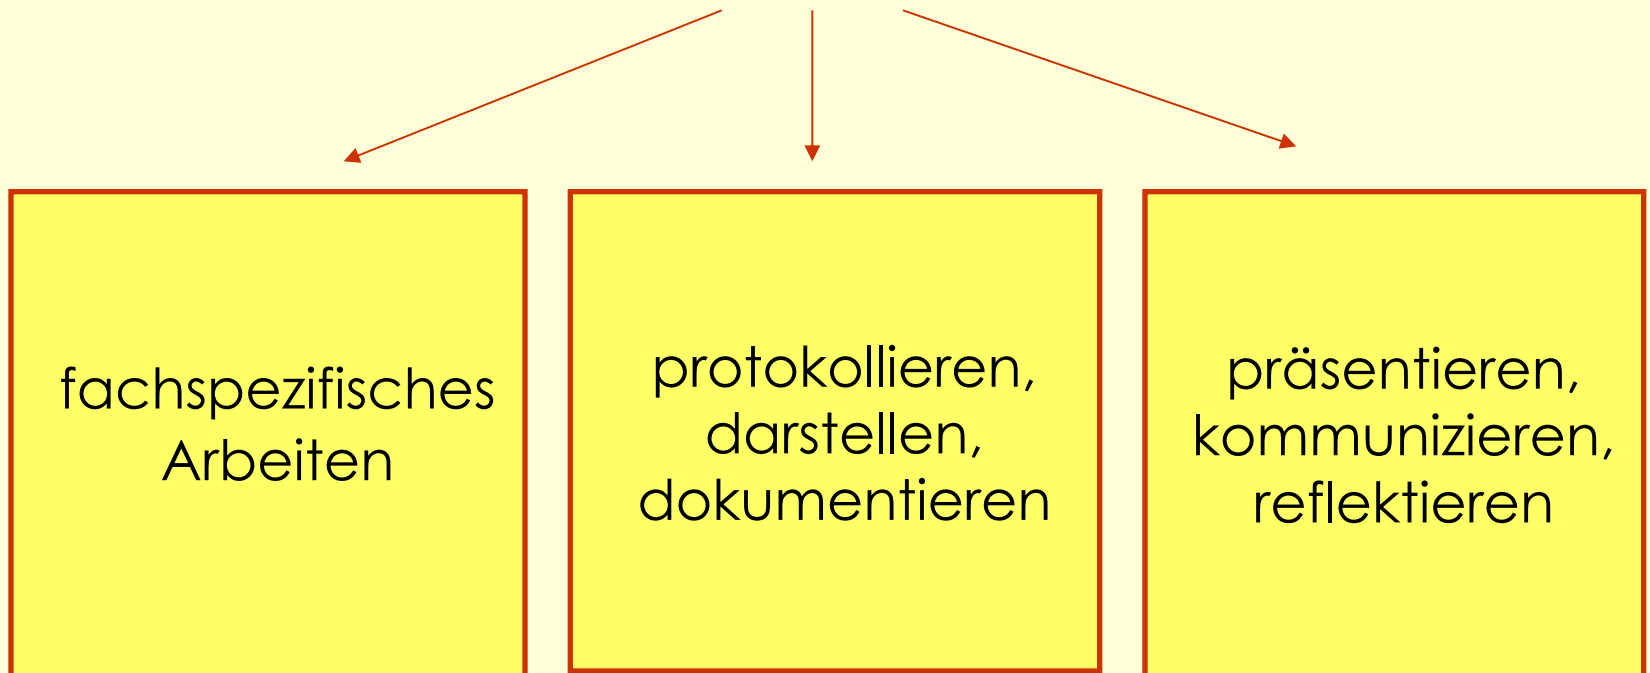 fachspezifisches
Arbeiten
protokollieren,
darstellen,
dokumentieren
präsentieren,
kommunizieren,
reflektieren